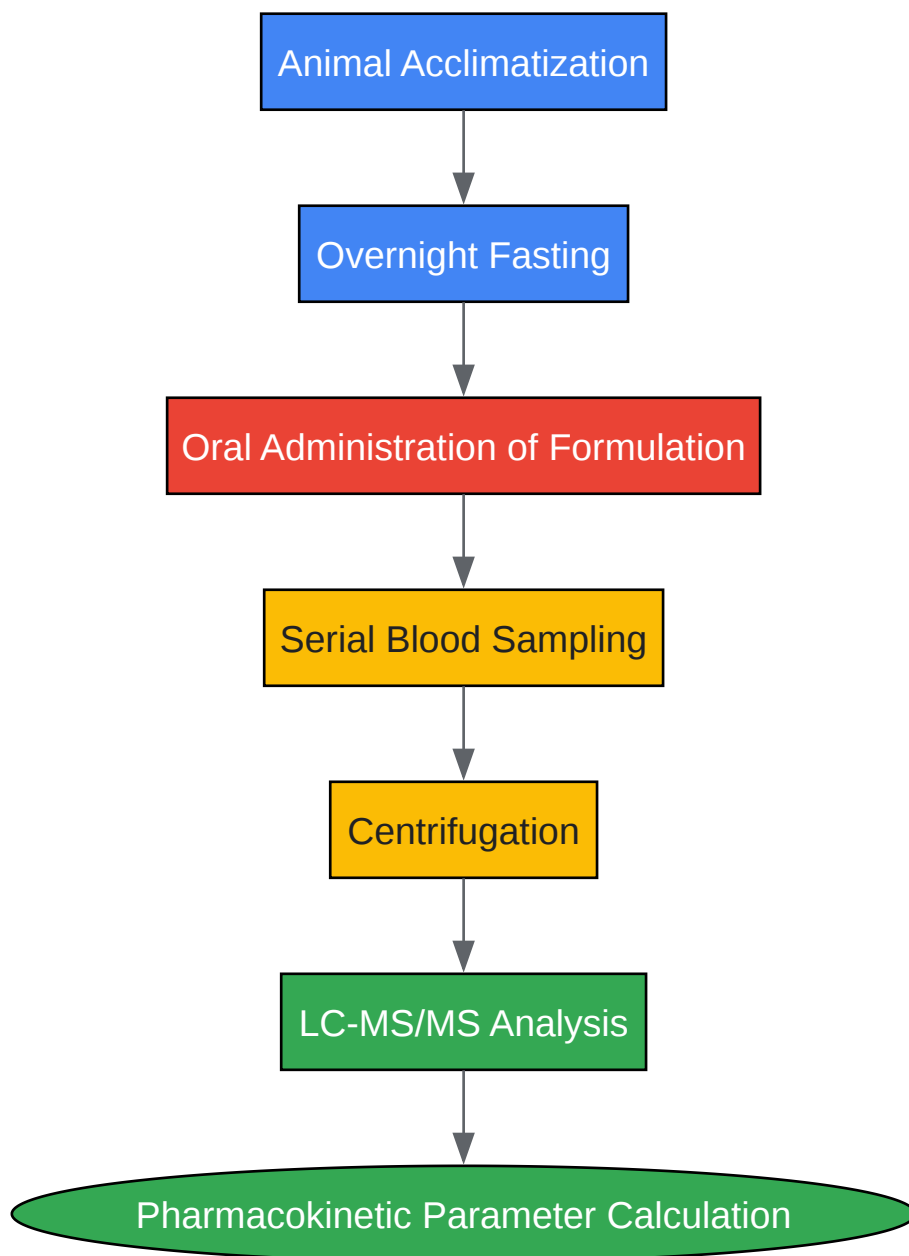 Animal Acclimatization
Overnight Fasting
Oral Administration of Formulation
Serial Blood Sampling
Centrifugation
LC-MS/MS Analysis
Pharmacokinetic Parameter Calculation